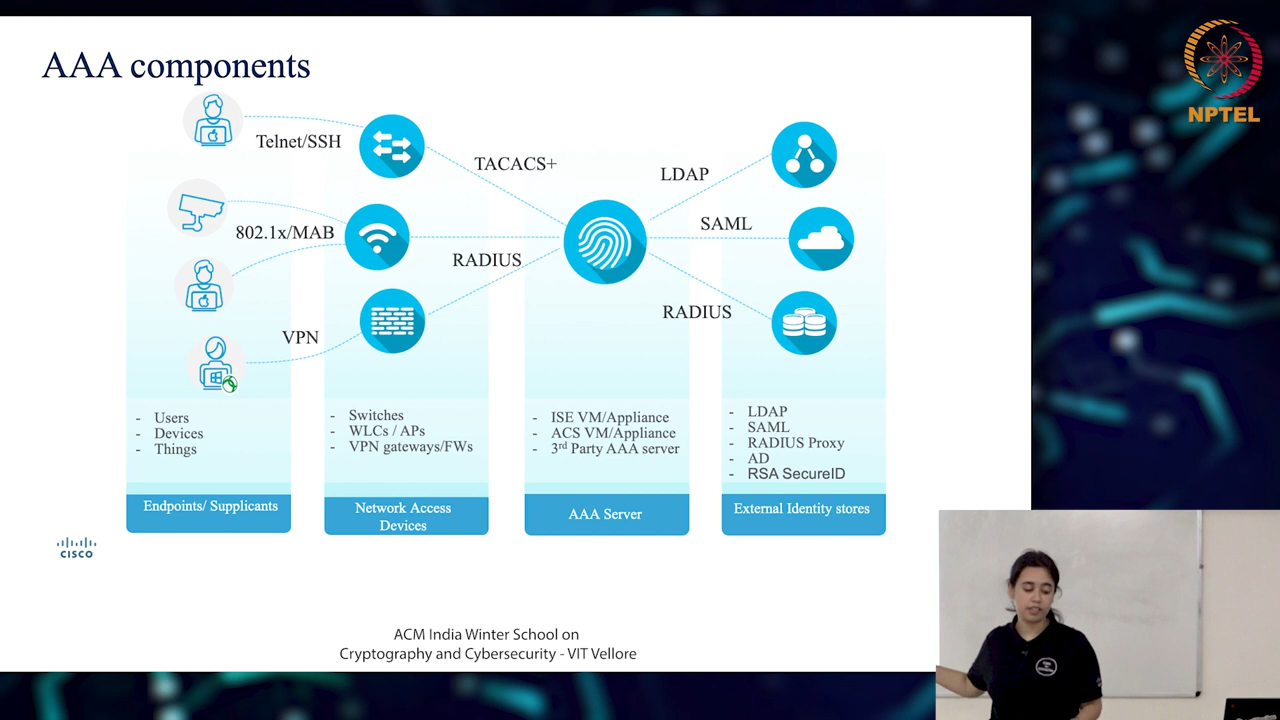 AAA components
NPTEL
Telnet/SSH
TACACS+
LDAP
802.1x/MAB
SAML
RADIUS
RADIUS
VPN
- Users
- Devices
- Things
Endpoints/ Supplicants
- Switches
- WLCs / APs
- VPN gateways/FWs
Network Access
Devices
- ISE VM/Appliance
- ACS VM/Appliance
- 3rd Party AAA server
AAA Server
- LDAP
- SAML
- RADIUS Proxy
- AD
- RSA SecureID
External Identity stores
CISCO
ACM India Winter School on
Cryptography and Cybersecurity - VIT Vellore